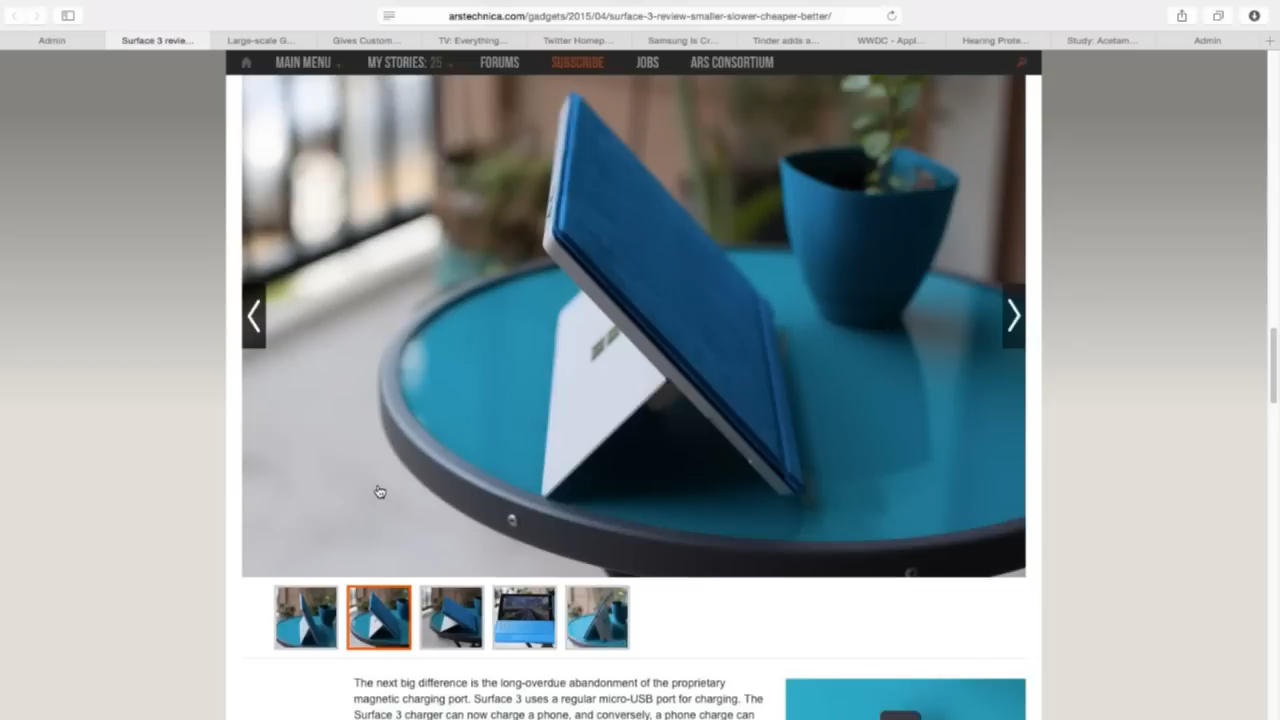 arstechnica.com/gadgets/2015/04/surface-3-review-smaller-slower-cheaper-better/
Admin
Surface 3 revie...
Large-scale G...
Gives Custom...
TV: Everything...
Twitter Homep...
Samsung Is Cr...
Tinder adds a...
WWDC - Appl...
Hearing Prote...
Study: Acetam...
Admin
MAIN MENU
MY STORIES: 25
FORUMS
SUBSCRIBE
JOBS
ARS CONSORTIUM
The next big difference is the long-overdue abandonment of the proprietary
magnetic charging port. Surface 3 uses a regular micro-USB port for charging. The
Surface 3 charger can now charge a phone, and conversely, a phone charge can